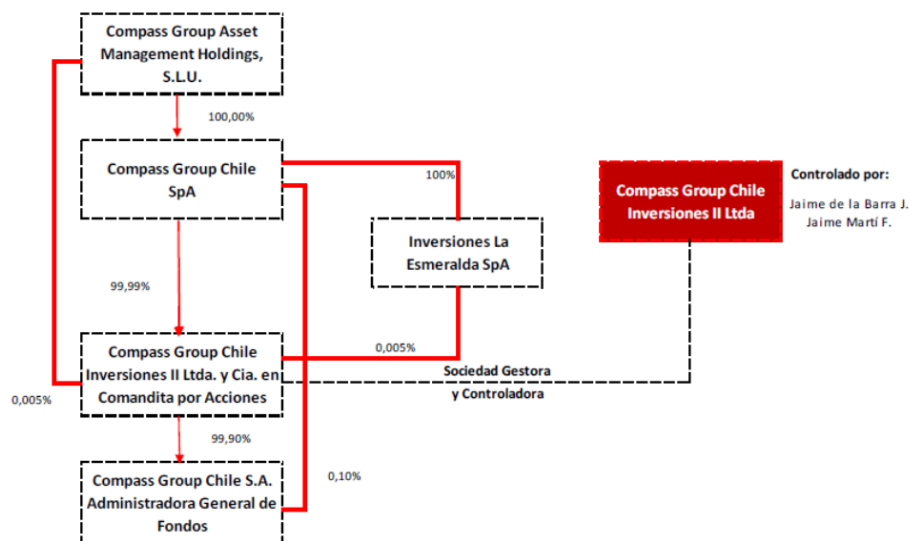 Compass Group Asset
Management Holdings,
S.L.U.
100,00%
Compass Group Chile
SpA
100%
Compass Group Chile
Inversiones II Ltda
Controlado por:
Jaime de la Barra J.
Jaime Martí F.
Inversiones La
Esmeralda SpA
99,99%
0,005%
Compass Group Chile
Inversiones II Ltda. y Cia. en
Comandita por Acciones
Sociedad Gestora
y Controladora
0,005%
99,90%
Compass Group Chile S.A.
Administradora General de
Fondos
0,10%